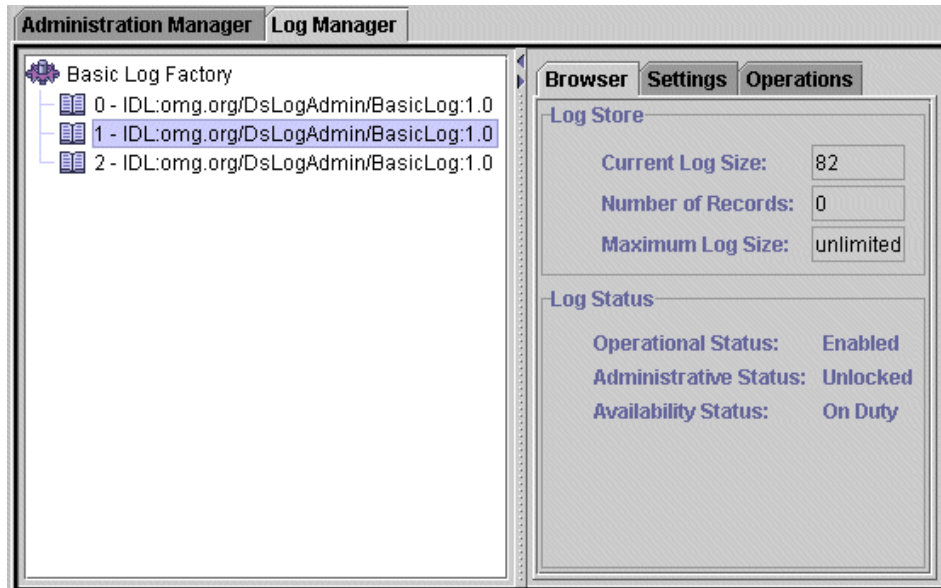 Administration Manager Log Manager
Basic Log Factory
0 - IDL:omg.org/DsLogAdmin/BasicLog:1.0
1 - IDL:omg.org/DsLogAdmin/BasicLog:1.0
2 - IDL:omg.org/DsLogAdmin/BasicLog:1.0
Browser Settings Operations
Log Store
Current Log Size: 82
Number of Records: 0
Maximum Log Size: unlimited
Log Status
Operational Status: Enabled
Administrative Status: Unlocked
Availability Status: On Duty